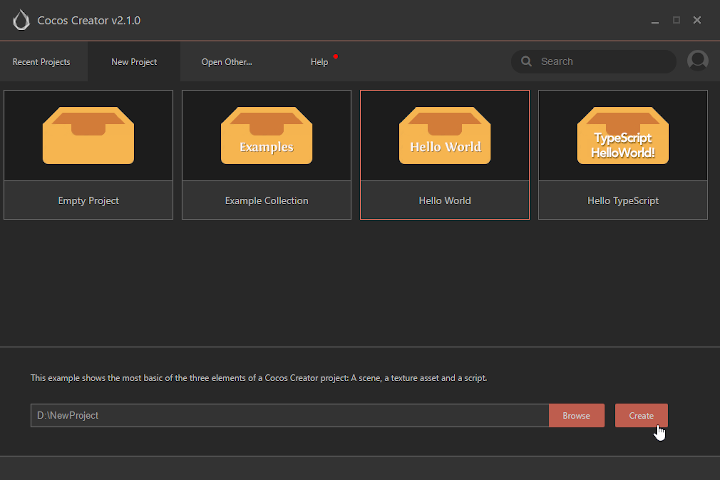 Cocos Creator v2.1.0
Recent Projects
New Project
Open Other...
Help
Search
Examples
Hello World
TypeScript
HelloWorld!
Empty Project
Example Collection
Hello World
Hello TypeScript
This example shows the most basic of the three elements of a Cocos Creator project: A scene, a texture asset and a script.
D:\NewProject
Browse
Create